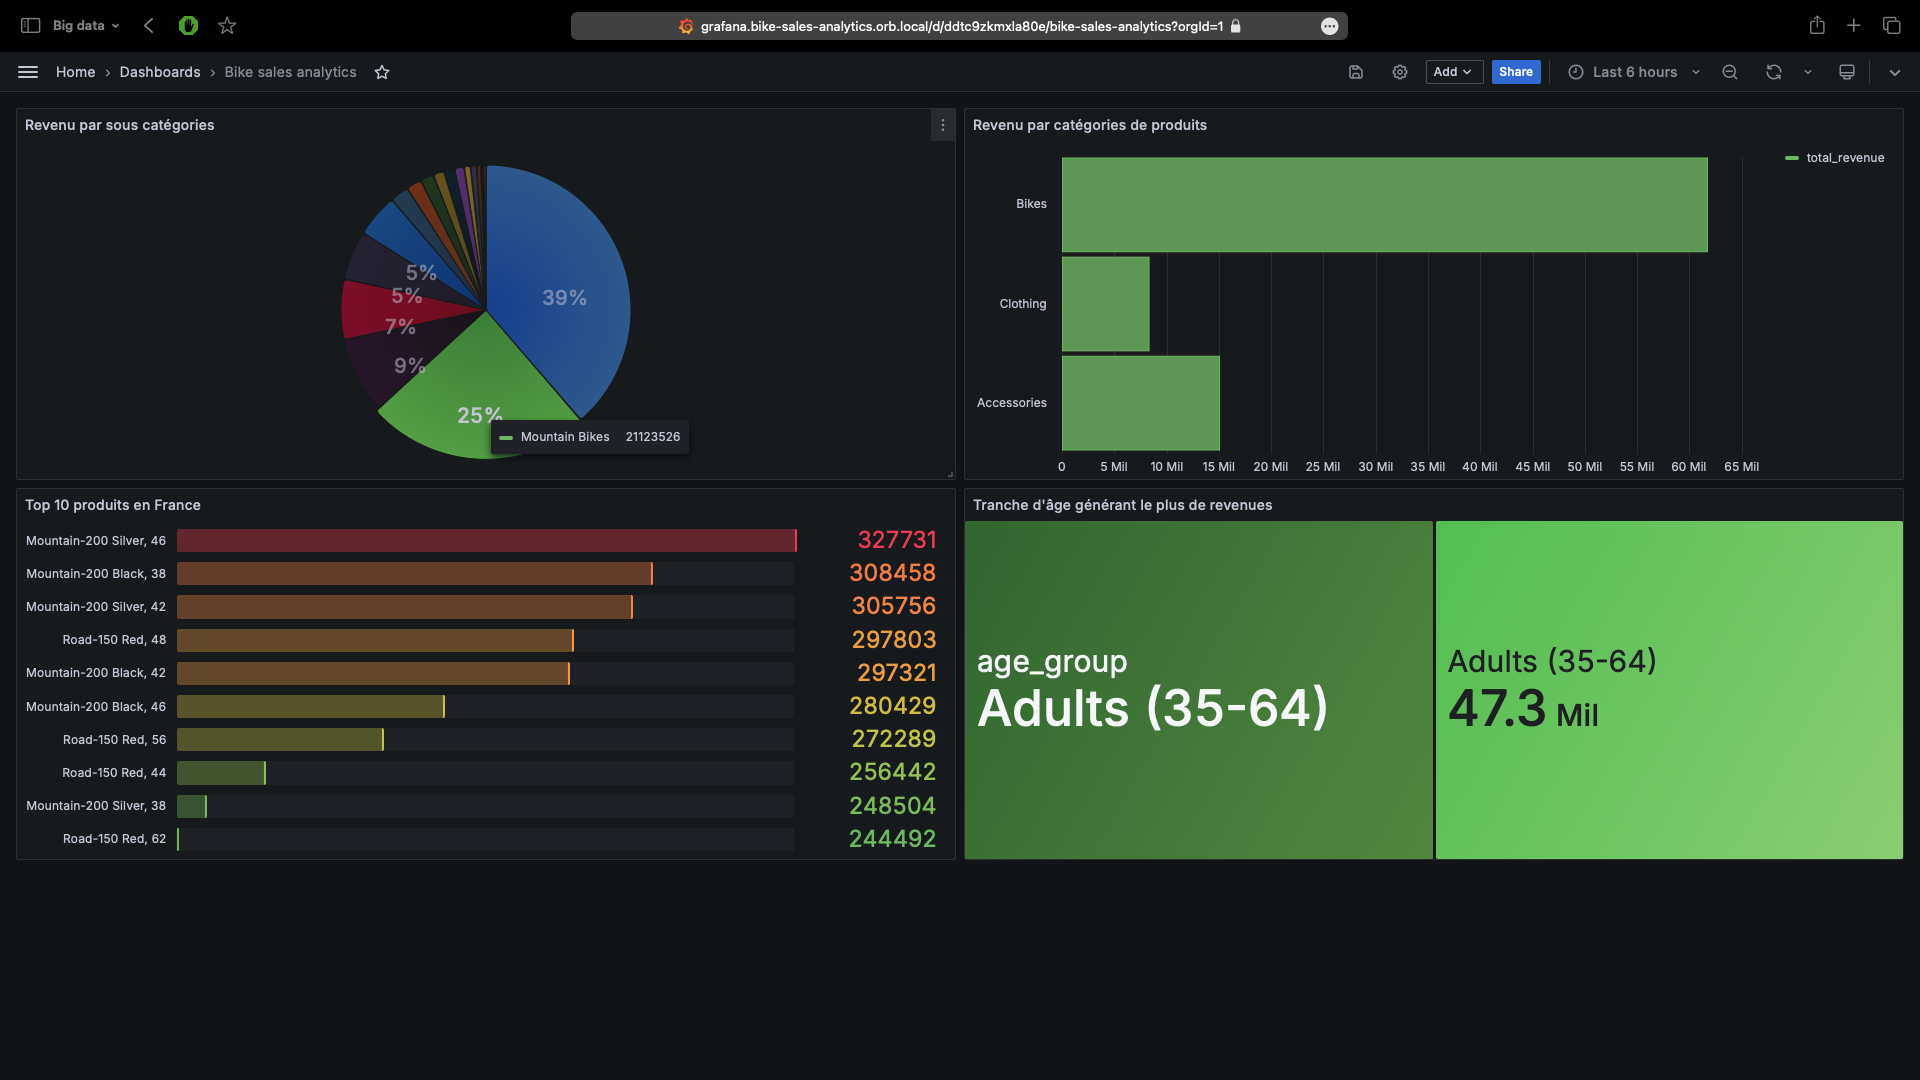 Big data
grafana.bike-sales-analytics.orb.local/d/ddtc9zkmxla80e/bike-sales-analytics?orgId=1
Home › Dashboards › Bike sales analytics
Add
Share
Last 6 hours
Revenu par sous catégories
39%
25%
9%
7%
5%
5%
Mountain Bikes 21123526
Revenu par catégories de produits
total_revenue
Bikes
Clothing
Accessories
0 5 Mil 10 Mil 15 Mil 20 Mil 25 Mil 30 Mil 35 Mil 40 Mil 45 Mil 50 Mil 55 Mil 60 Mil 65 Mil
Top 10 produits en France
Mountain-200 Silver, 46 327731
Mountain-200 Black, 38 308458
Mountain-200 Silver, 42 305756
Road-150 Red, 48 297803
Mountain-200 Black, 42 297321
Mountain-200 Black, 46 280429
Road-150 Red, 56 272289
Road-150 Red, 44 256442
Mountain-200 Silver, 38 248504
Road-150 Red, 62 244492
Tranche d'âge générant le plus de revenues
age_group
Adults (35-64)
Adults (35-64)
47.3 Mil